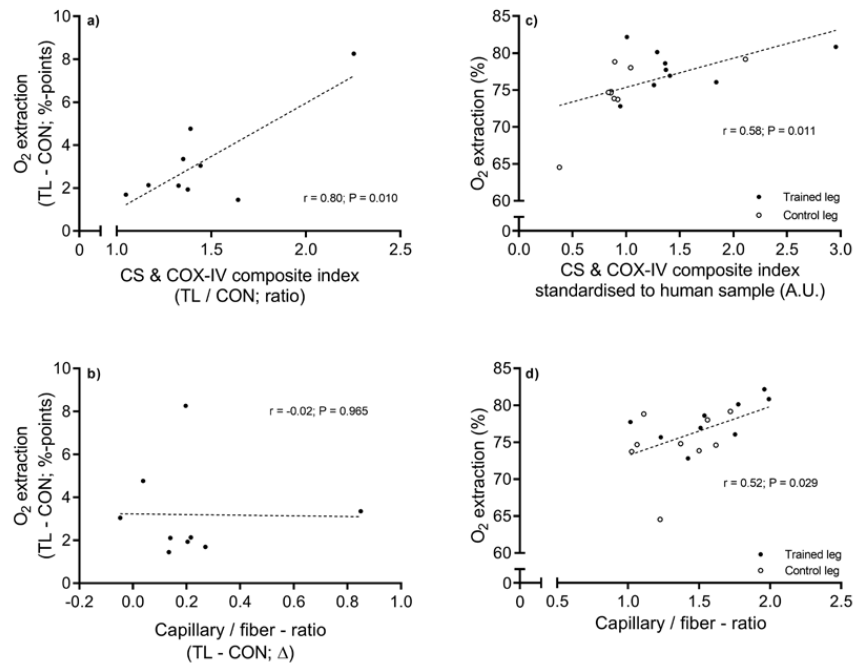 a)
O₂ extraction
(TL - CON; %-points)
10
8
6
4
2
0
0 1.0 1.5 2.0 2.5
r = 0.80; P = 0.010
CS & COX-IV composite index
(TL / CON; ratio)
c)
O₂ extraction (%)
85
80
75
70
65
60
0
0.0 0.5 1.0 1.5 2.0 2.5 3.0
r = 0.58; P = 0.011
Trained leg
Control leg
CS & COX-IV composite index
standardised to human sample (A.U.)
b)
O₂ extraction
(TL - CON; %-points)
10
8
6
4
2
0
-0.2 0.0 0.2 0.4 0.6 0.8 1.0
r = -0.02; P = 0.965
Capillary / fiber - ratio
(TL - CON; Δ)
d)
O₂ extraction (%)
85
80
75
70
65
60
0
0 0.5 1.0 1.5 2.0 2.5
r = 0.52; P = 0.029
Trained leg
Control leg
Capillary / fiber - ratio